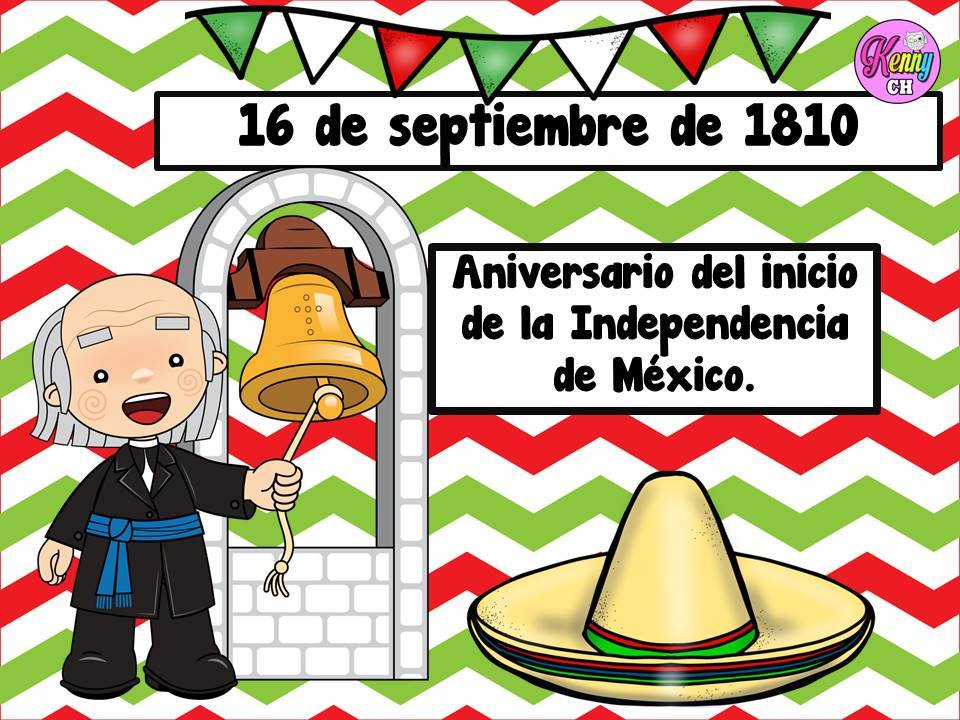 Kenny
CH
16 de septiembre de 1810
Aniversario del inicio
de la Independencia
de México.